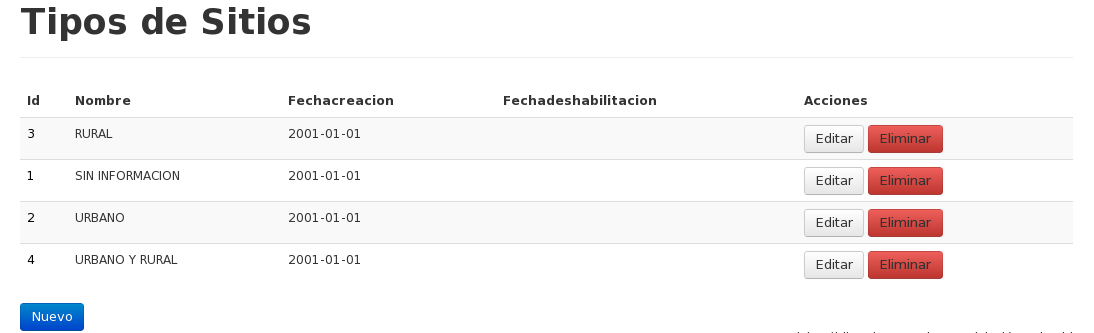 Tipos de Sitios
Id Nombre Fechacreacion Fechadeshabilitacion Acciones
3 RURAL 2001-01-01 Editar Eliminar
1 SIN INFORMACION 2001-01-01 Editar Eliminar
2 URBANO 2001-01-01 Editar Eliminar
4 URBANO Y RURAL 2001-01-01 Editar Eliminar
Nuevo